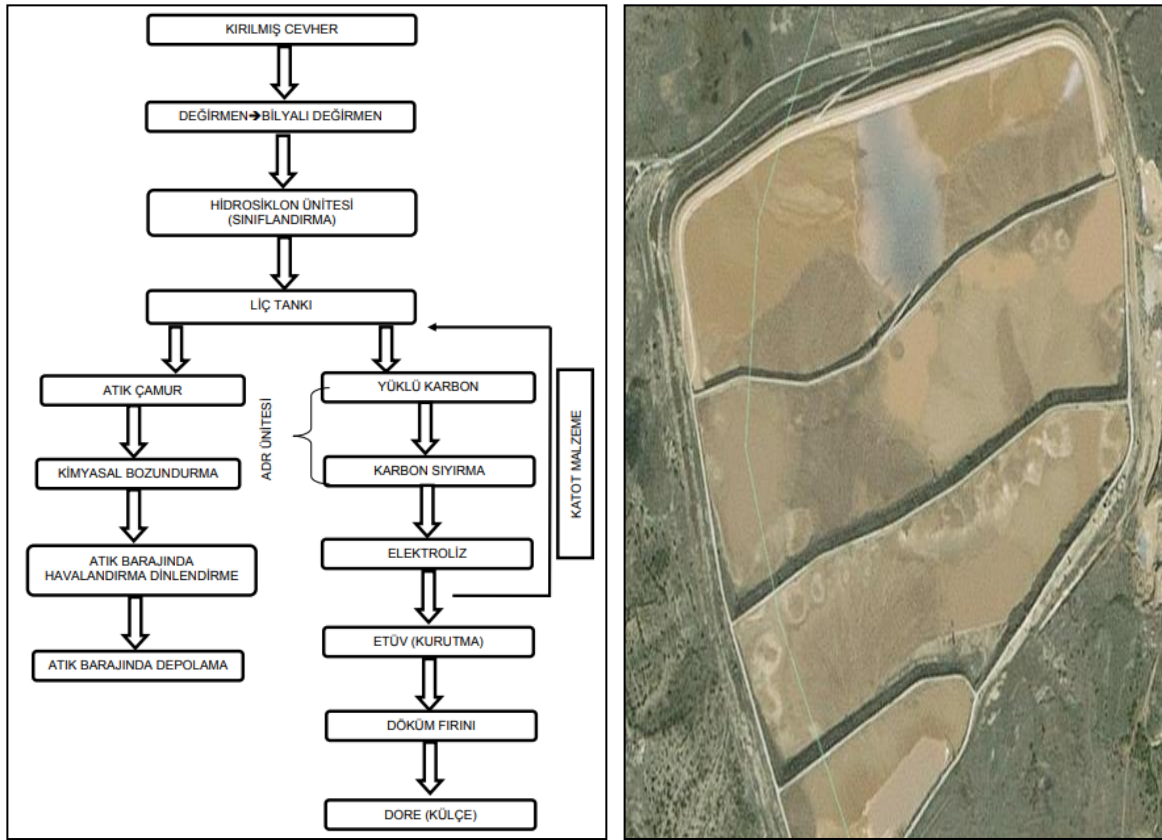 KIRILMIŞ CEVHER
DEĞİRMEN➔BİLYALI DEĞİRMEN
HİDROSİKLON ÜNİTESİ
(SINIFLANDIRMA)
LİÇ TANKI
ATIK ÇAMUR
KİMYASAL BOZUNDURMA
ATIK BARAJINDA
HAVALANDIRMA DİNLENDİRME
ATIK BARAJINDA DEPOLAMA
ADR ÜNİTESİ
YÜKLÜ KARBON
KARBON SIYIRMA
ELEKTROLİZ
ETÜV (KURUTMA)
DÖKÜM FIRINI
DORE (KÜLÇE)
KATOT MALZEME